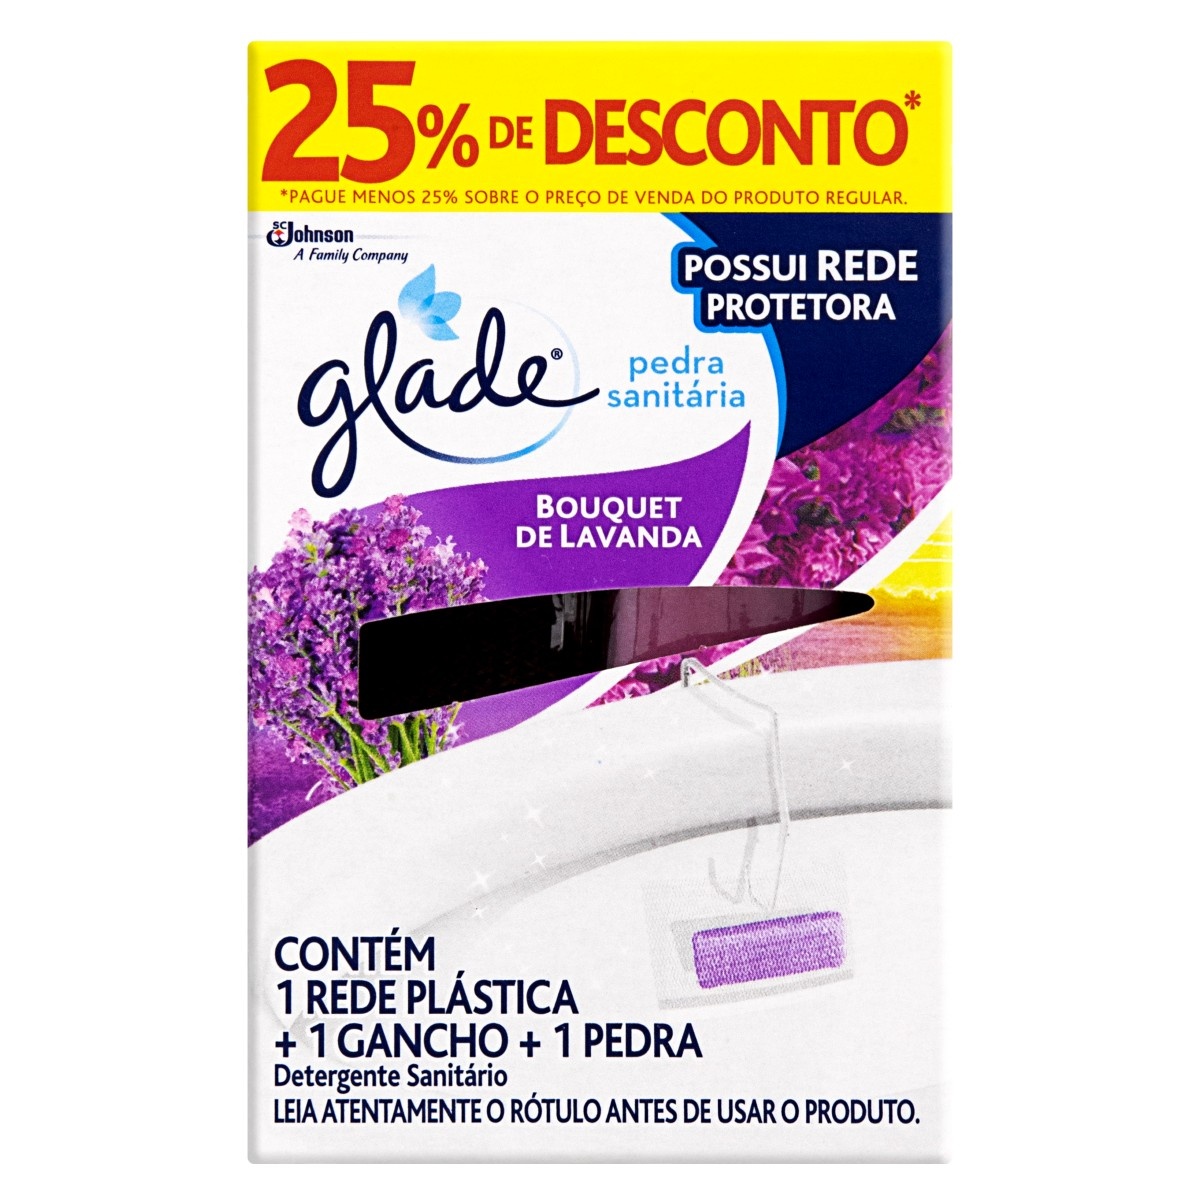 25% DE DESCONTO*
*PAGUE MENOS 25% SOBRE O PREÇO DE VENDA DO PRODUTO REGULAR.
SC Johnson
A Family Company
POSSUI REDE
PROTETORA
glade®
pedra
sanitária
BOUQUET
DE LAVANDA
CONTÉM
1 REDE PLÁSTICA
+ 1 GANCHO + 1 PEDRA
Detergente Sanitário
LEIA ATENTAMENTE O RÓTULO ANTES DE USAR O PRODUTO.